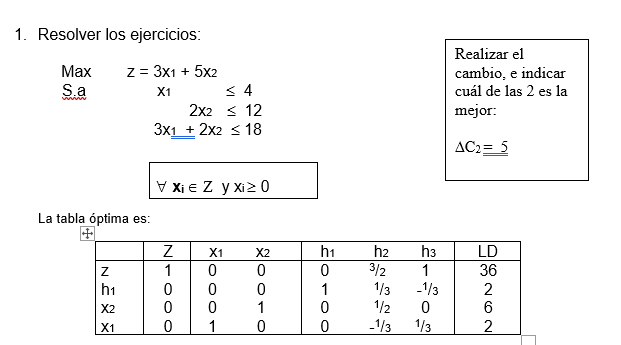 1. Resolver los ejercicios:
Max z = 3x1 + 5x2
S.a x1 ≤ 4
2x2 ≤ 12
3x1 + 2x2 ≤ 18
∀ xi ∈ Z y xi ≥ 0
Realizar el
cambio, e indicar
cuál de las 2 es la
mejor:
ΔC2= 5
La tabla óptima es:
Z x1 x2 h1 h2 h3 LD
z 1 0 0 0 3/2 1 36
h1 0 0 0 1 1/3 -1/3 2
x2 0 0 1 0 1/2 0 6
x1 0 1 0 0 -1/3 1/3 2